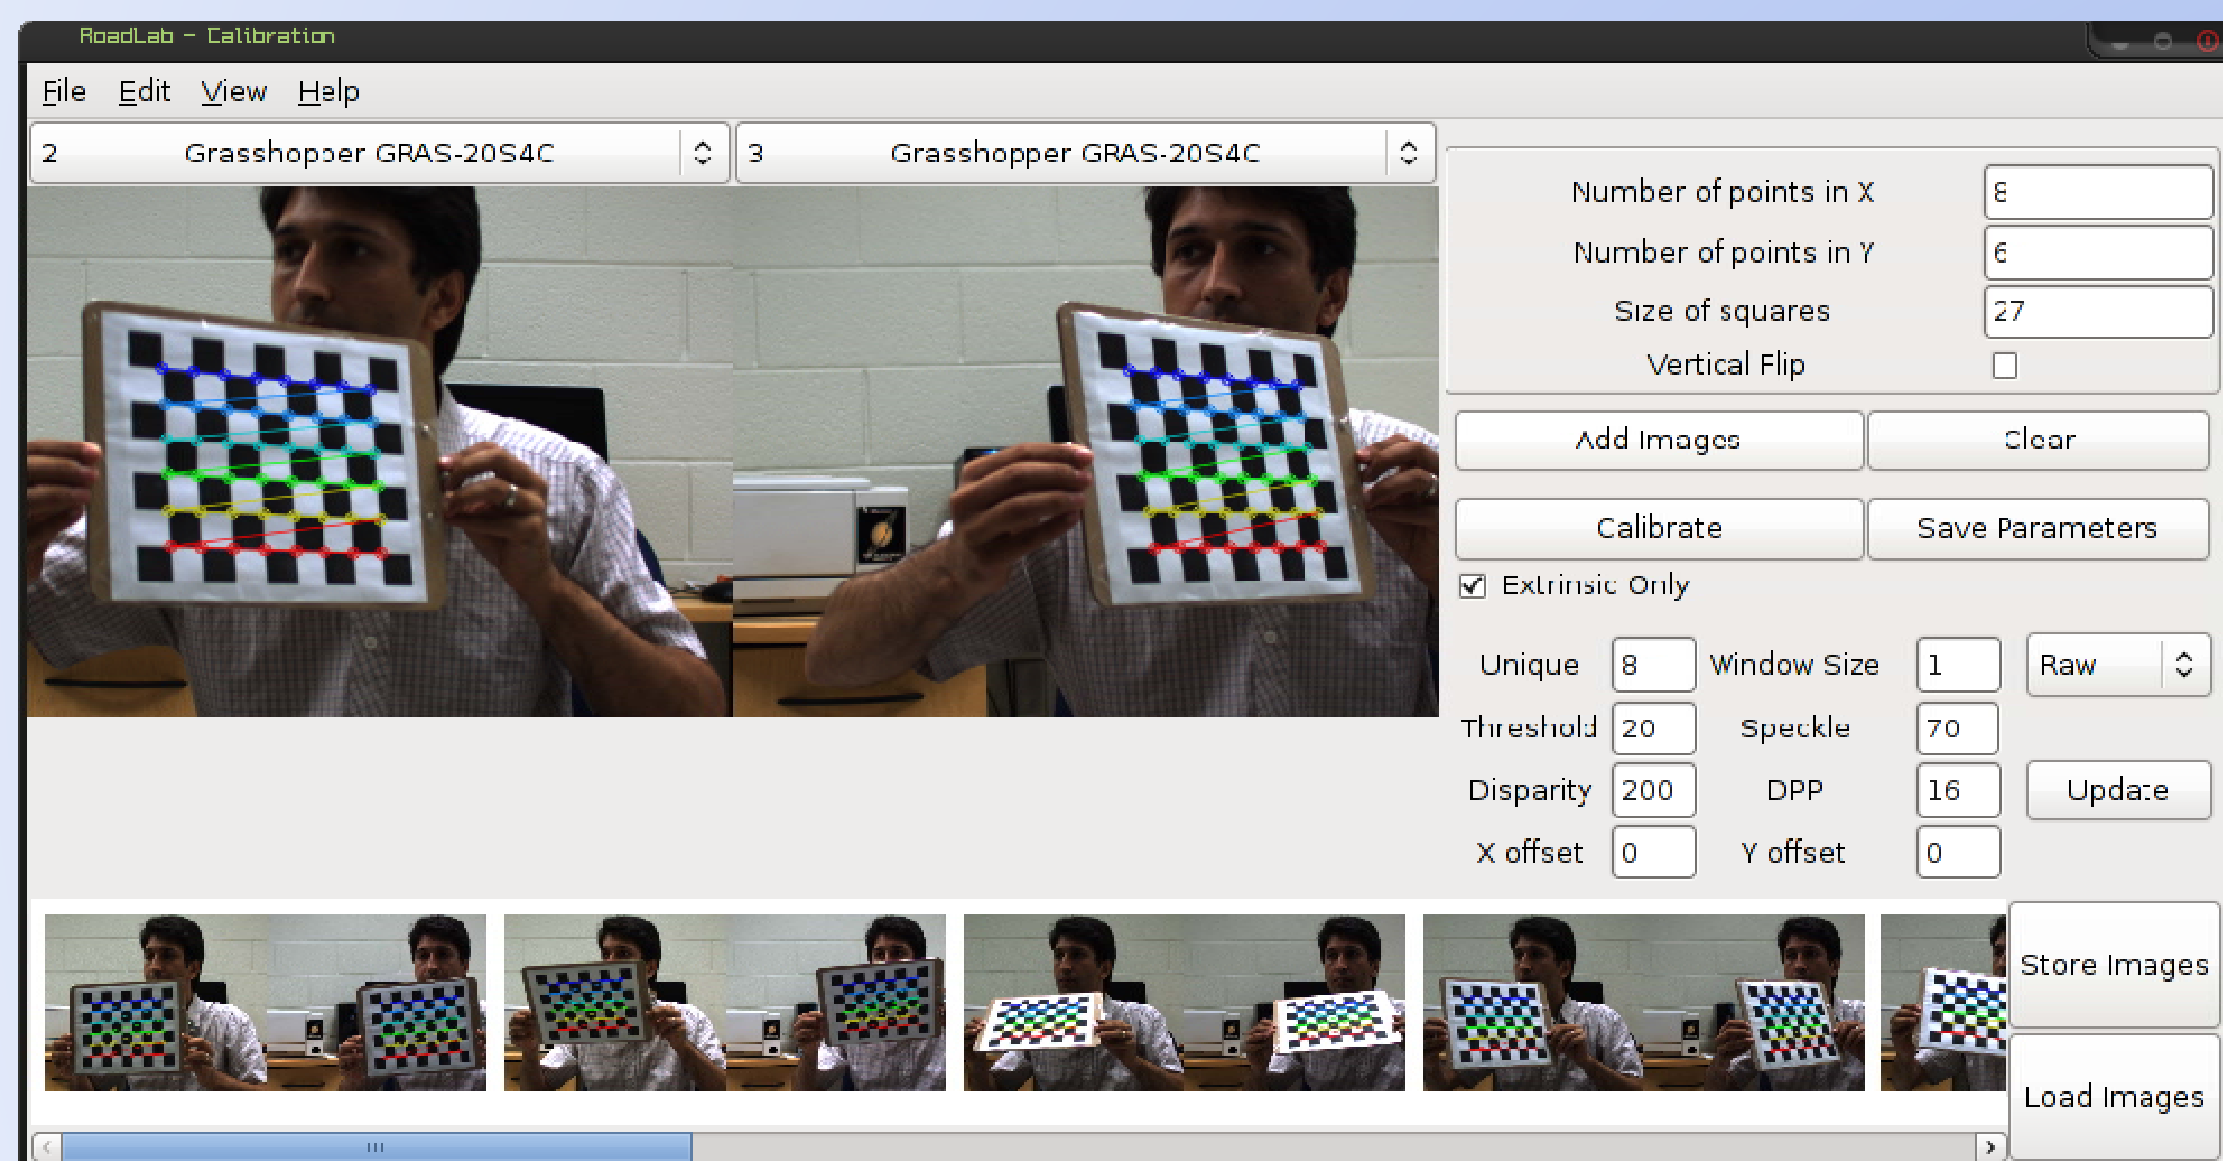 RoadLab - Calibration
File Edit View Help
2 Grasshopper GRAS-20S4C 3 Grasshopper GRAS-20S4C
Number of points in X 8
Number of points in Y 6
Size of squares 27
Vertical Flip
Add Images Clear
Calibrate Save Parameters
Extrinsic Only
Unique 8 Window Size 1 Raw
Threshold 20 Speckle 70
Disparity 200 DPP 16 Update
X offset 0 Y offset 0
Store Images
Load Images